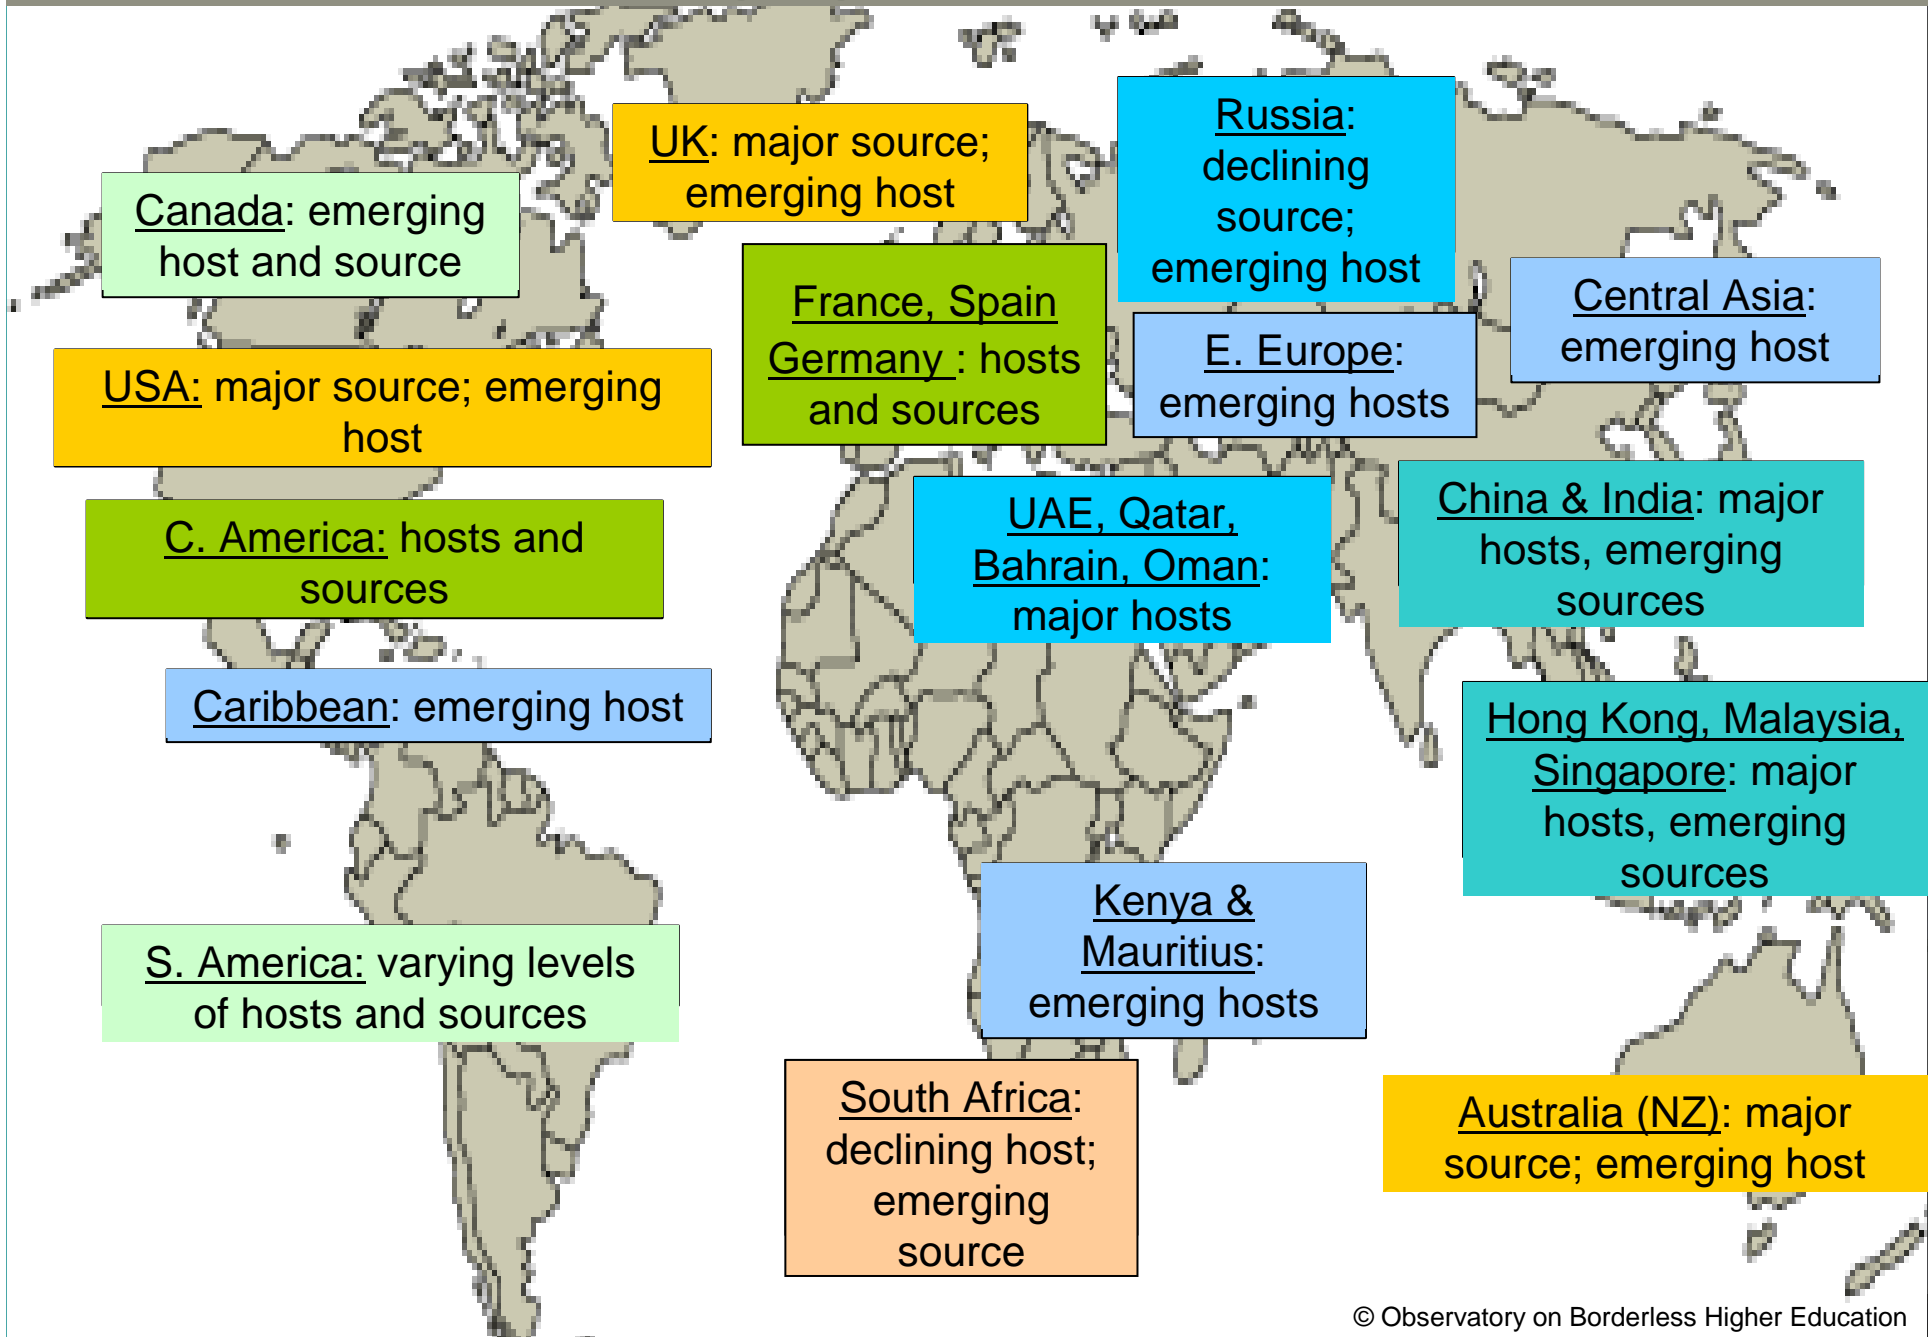 UK: major source;
emerging host
Russia:
declining
source;
emerging host
Canada: emerging
host and source
France, Spain
Germany : hosts
and sources
E. Europe:
emerging hosts
Central Asia:
emerging host
USA: major source; emerging
host
C. America: hosts and
sources
UAE, Qatar,
Bahrain, Oman:
major hosts
China & India: major
hosts, emerging
sources
Caribbean: emerging host
Hong Kong, Malaysia,
Singapore: major
hosts, emerging
sources
S. America: varying levels
of hosts and sources
Kenya &
Mauritius:
emerging hosts
South Africa:
declining host;
emerging
source
Australia (NZ): major
source; emerging host
© Observatory on Borderless Higher Education